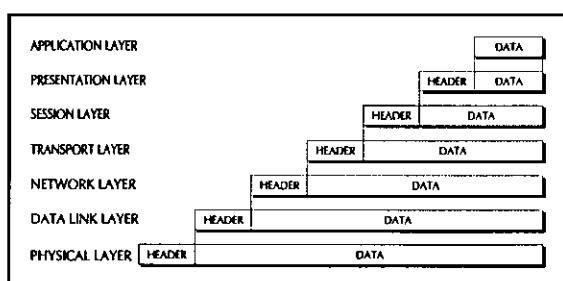 APPLICATION LAYER DATA
PRESENTATION LAYER HEADER DATA
SESSION LAYER HEADER DATA
TRANSPORT LAYER HEADER DATA
NETWORK LAYER HEADER DATA
DATA LINK LAYER HEADER DATA
PHYSICAL LAYER HEADER DATA